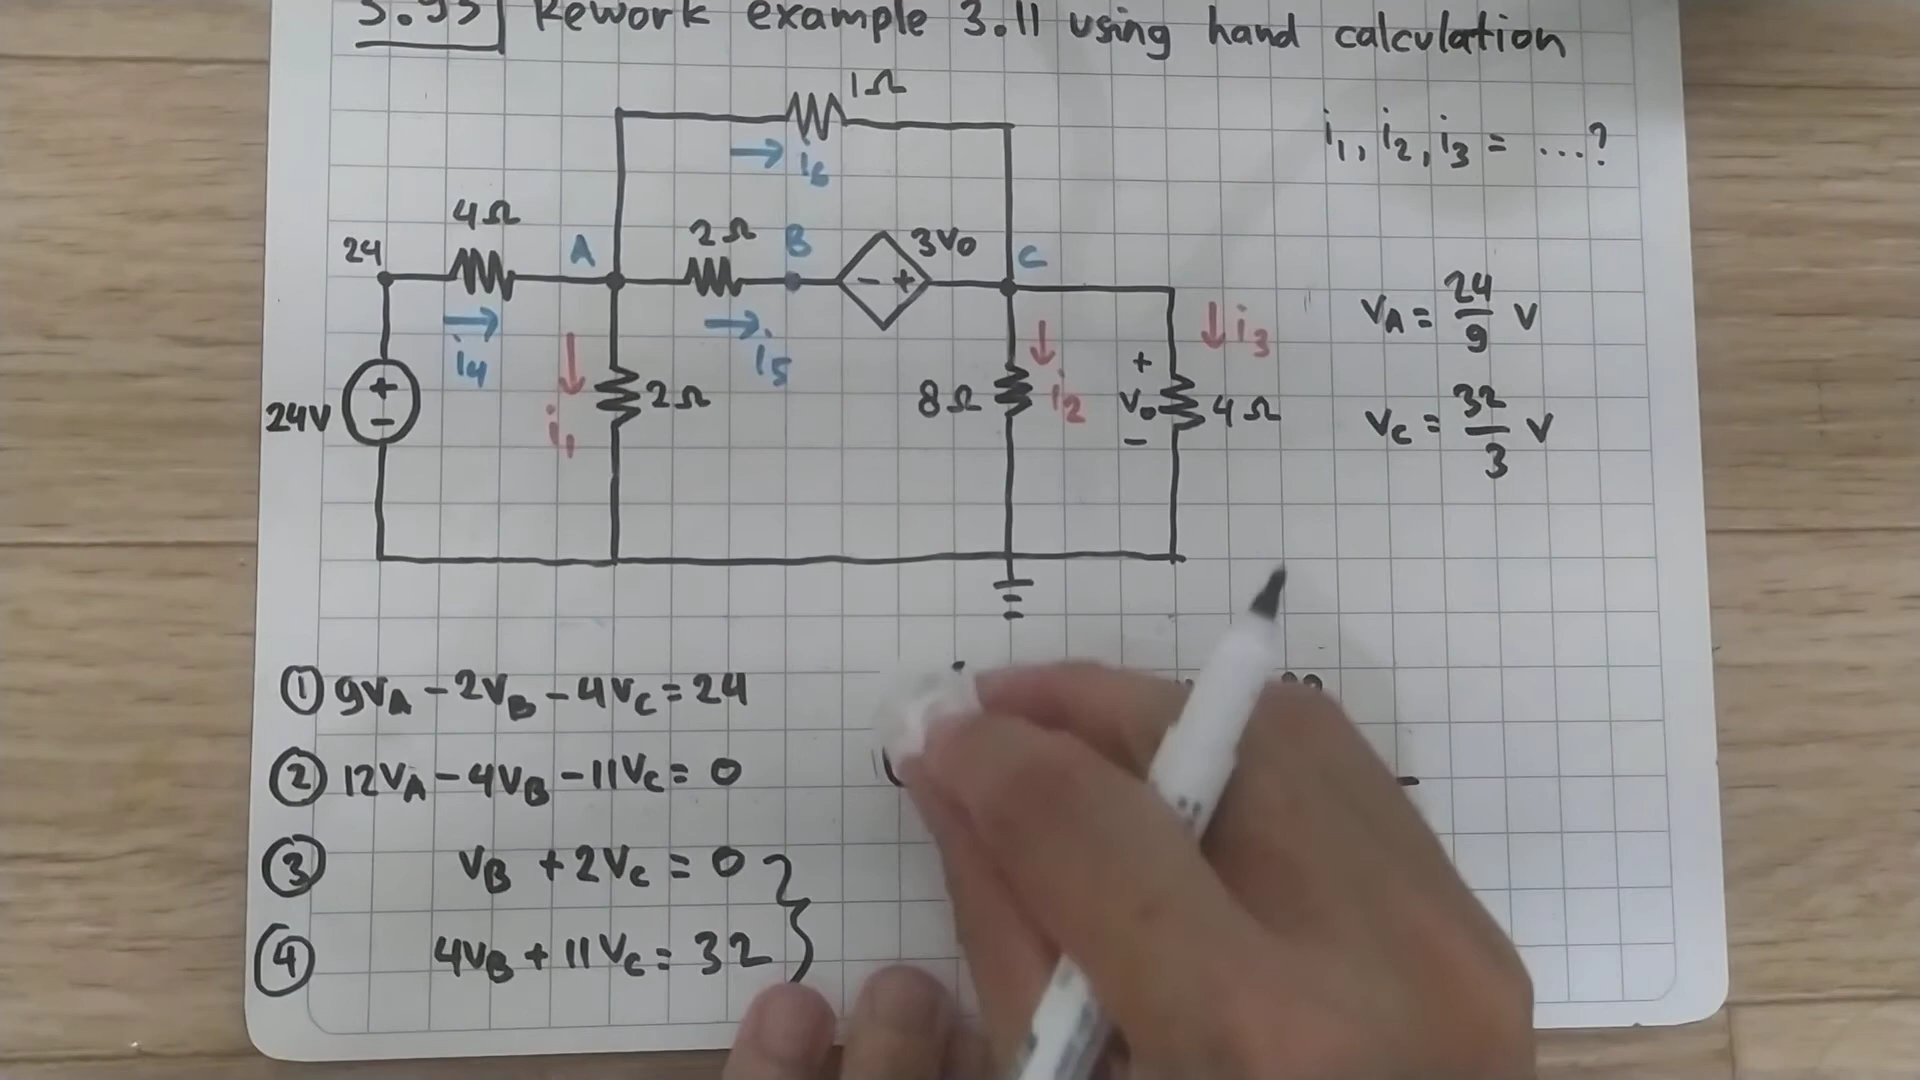 Rework example 3.11 using hand calculation
1Ω
i₁, i₂, i₃ = ...?
i₆
4Ω
2Ω
24
A
B
- +
3V₀
C
i₄
i₅
i₁
i₂
i₃
24V
+
-
2Ω
8Ω
+
V₀
-
4Ω
V_A = 24/9 V
V_C = 32/3 V
① 9V_A - 2V_B - 4V_C = 24
② 12V_A - 4V_B - 11V_C = 0
③ V_B + 2V_C = 0
④ 4V_B + 11V_C = 32